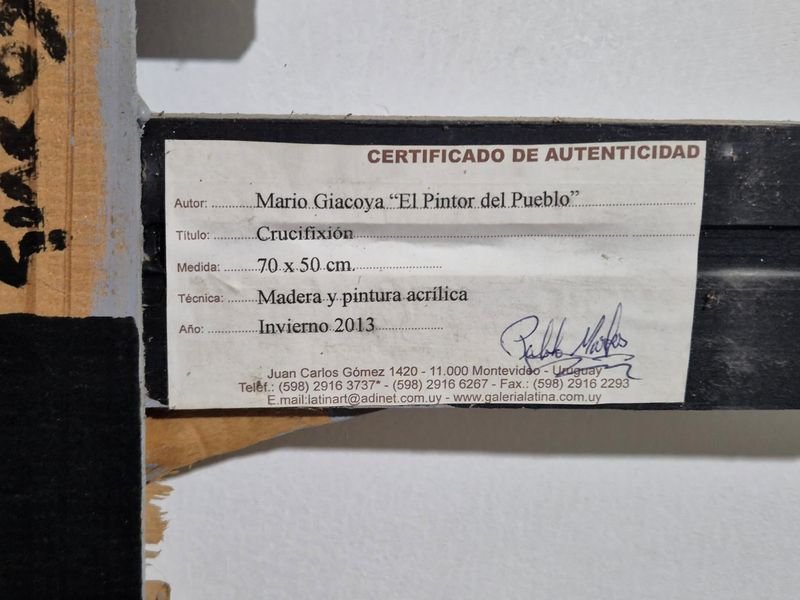 CERTIFICADO DE AUTENTICIDAD
Autor: Mario Giacoya “El Pintor del Pueblo”
Título: Crucifixión
Medida: 70 x 50 cm.
Técnica: Madera y pintura acrílica
Año: Invierno 2013
Juan Carlos Gómez 1420 - 11.000 Montevideo - Uruguay
Teléf.: (598) 2916 3737* - (598) 2916 6267 - Fax.: (598) 2916 2293
E.mail:latinart@adinet.com.uy - www.galerialatina.com.uy